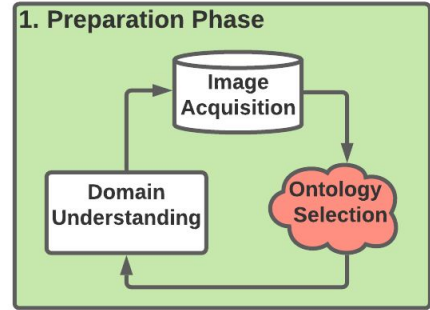 1. Preparation Phase
Image
Acquisition
Domain
Understanding
Ontology
Selection